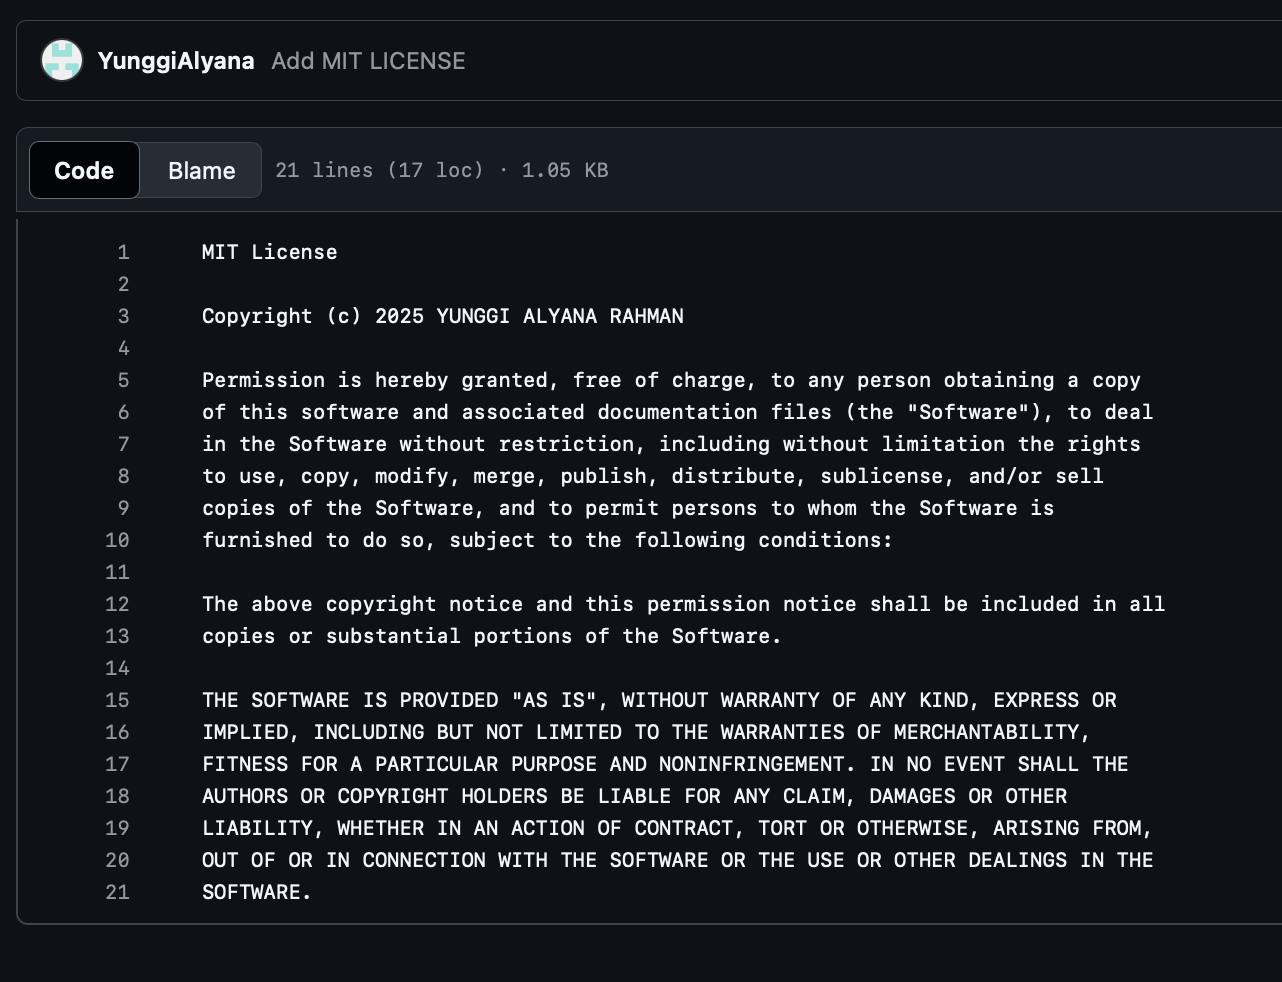 YunggiAlyana Add MIT LICENSE
Code Blame 21 lines (17 loc) · 1.05 KB
1 MIT License
2
3 Copyright (c) 2025 YUNGGI ALYANA RAHMAN
4
5 Permission is hereby granted, free of charge, to any person obtaining a copy
6 of this software and associated documentation files (the "Software"), to deal
7 in the Software without restriction, including without limitation the rights
8 to use, copy, modify, merge, publish, distribute, sublicense, and/or sell
9 copies of the Software, and to permit persons to whom the Software is
10 furnished to do so, subject to the following conditions:
11
12 The above copyright notice and this permission notice shall be included in all
13 copies or substantial portions of the Software.
14
15 THE SOFTWARE IS PROVIDED "AS IS", WITHOUT WARRANTY OF ANY KIND, EXPRESS OR
16 IMPLIED, INCLUDING BUT NOT LIMITED TO THE WARRANTIES OF MERCHANTABILITY,
17 FITNESS FOR A PARTICULAR PURPOSE AND NONINFRINGEMENT. IN NO EVENT SHALL THE
18 AUTHORS OR COPYRIGHT HOLDERS BE LIABLE FOR ANY CLAIM, DAMAGES OR OTHER
19 LIABILITY, WHETHER IN AN ACTION OF CONTRACT, TORT OR OTHERWISE, ARISING FROM,
20 OUT OF OR IN CONNECTION WITH THE SOFTWARE OR THE USE OR OTHER DEALINGS IN THE
21 SOFTWARE.